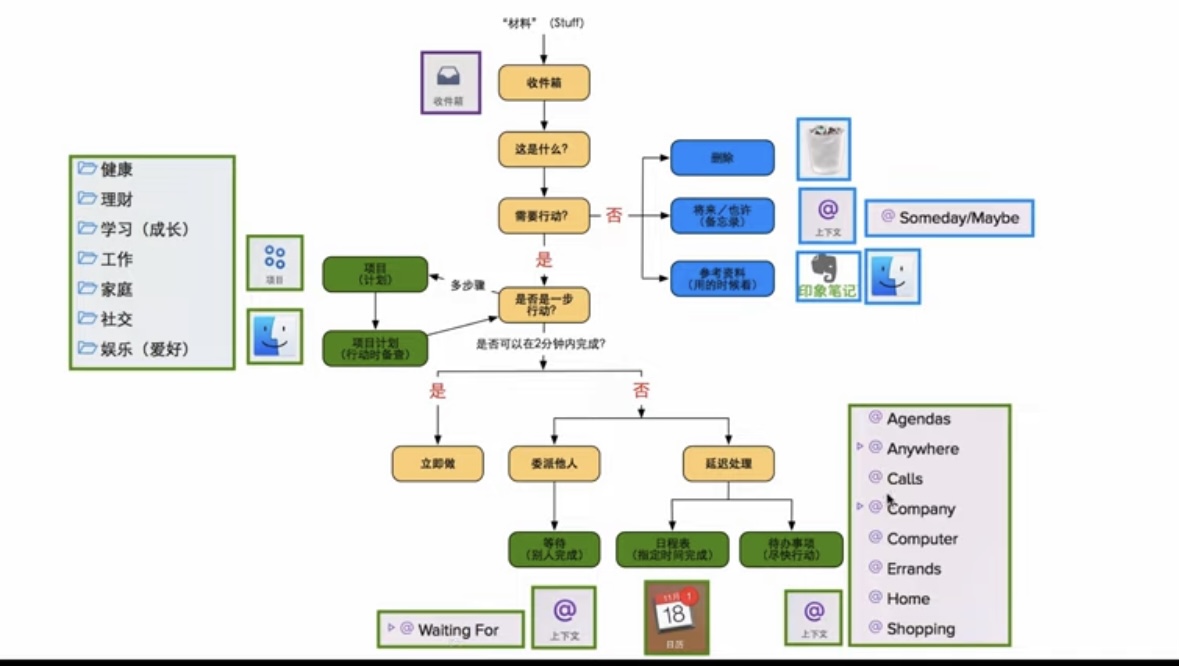 “材料”（Stuff）
收件箱
收件箱
这是什么？
需要行动？
否
是
删除
将来／也许
（备忘录）
@
上下文
@ Someday/Maybe
参考资料
（用的时候看）
印象笔记
健康
理财
学习（成长）
工作
家庭
社交
娱乐（爱好）
项目
项目
（计划）
多步骤
是否是一步
行动？
项目计划
（行动时备查）
是否可以在2分钟内完成？
是
否
立即做
委派他人
延迟处理
等待
（别人完成）
日程表
（指定时间完成）
待办事项
（尽快行动）
@ Waiting For
@
上下文
11月
1
18
日历
@
上下文
@ Agendas
@ Anywhere
@ Calls
@ Company
@ Computer
@ Errands
@ Home
@ Shopping